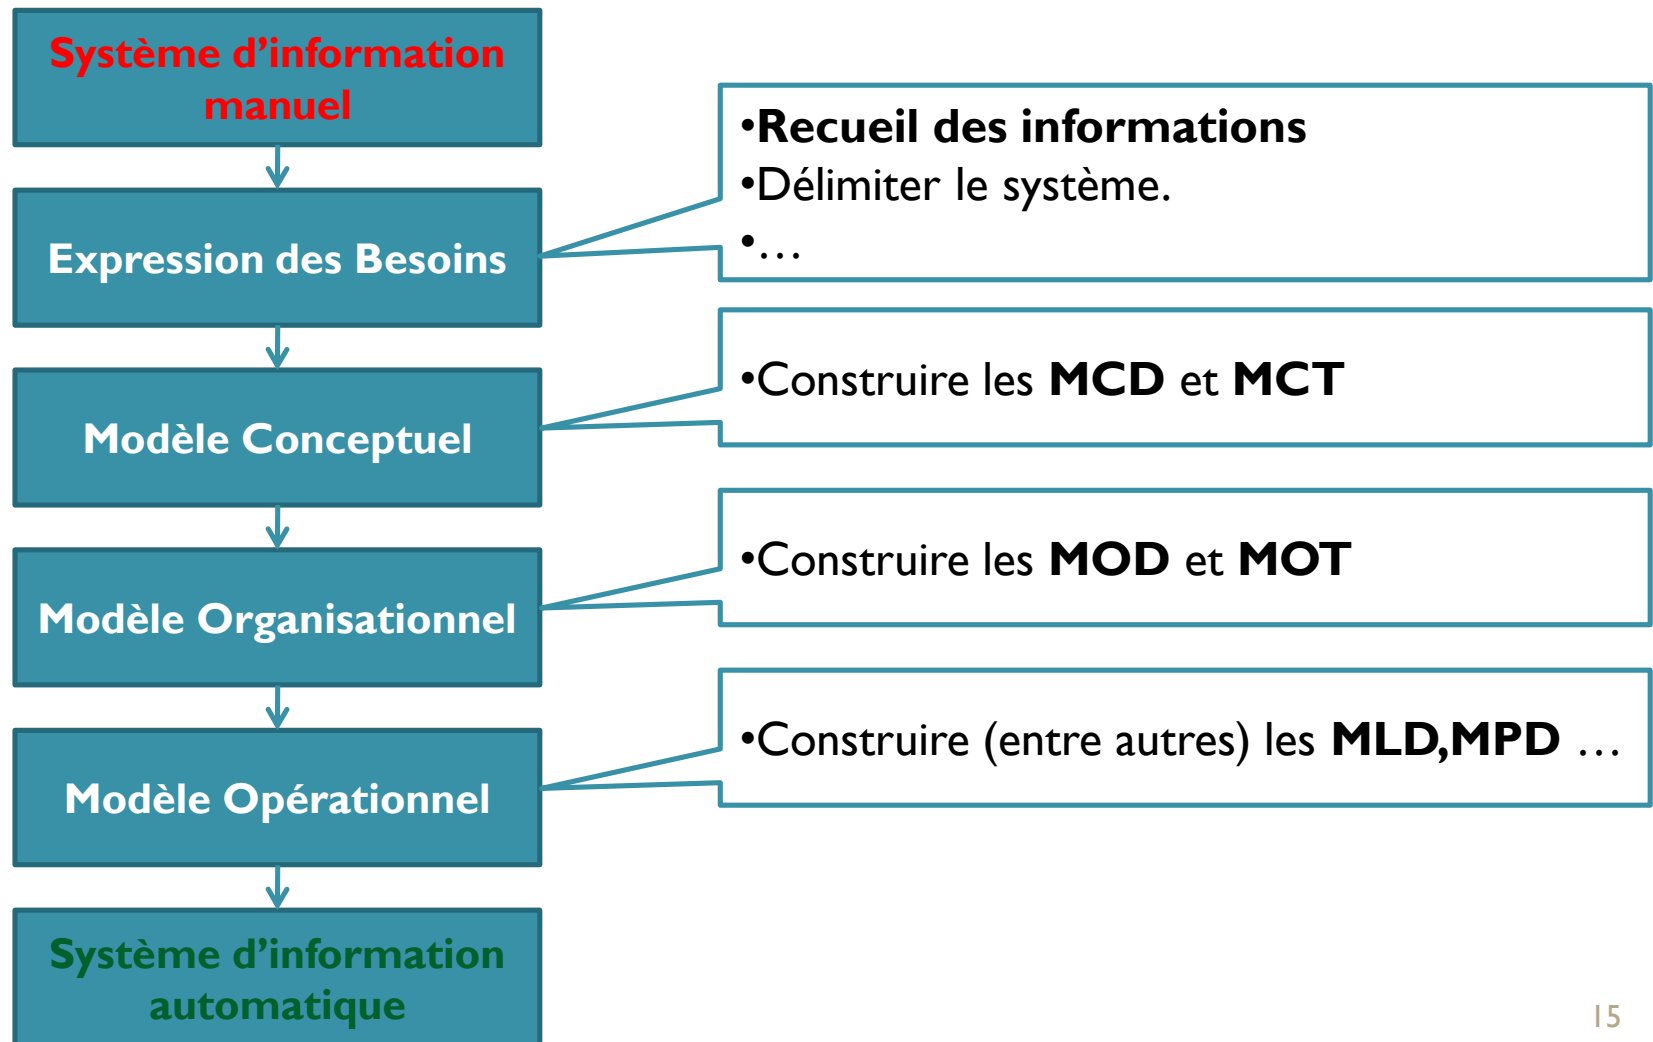 Système d’information
manuel
•Recueil des informations
•Délimiter le système.
•…
Expression des Besoins
•Construire les MCD et MCT
Modèle Conceptuel
•Construire les MOD et MOT
Modèle Organisationnel
•Construire (entre autres) les MLD,MPD …
Modèle Opérationnel
Système d’information
automatique
15